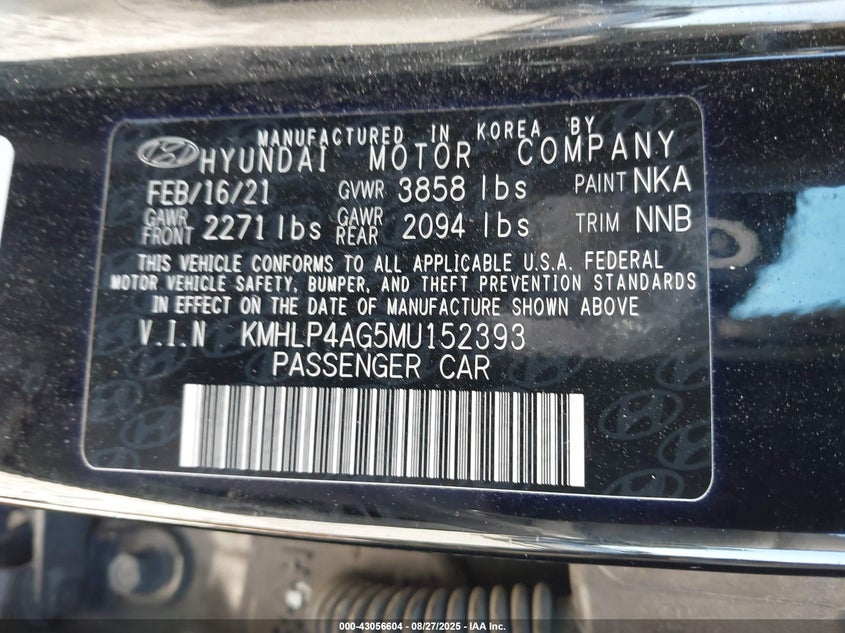 MANUFACTURED IN KOREA BY
HYUNDAI MOTOR COMPANY
FEB/16/21 GVWR 3858 lbs PAINT NKA
GAWR FRONT 2271 lbs GAWR REAR 2094 lbs TRIM NNB
THIS VEHICLE CONFORMS TO ALL APPLICABLE U.S.A. FEDERAL
MOTOR VEHICLE SAFETY, BUMPER, AND THEFT PREVENTION STANDARDS
IN EFFECT ON THE DATE OF MANUFACTURE SHOWN ABOVE
V.I.N KMHLP4AG5MU152393
PASSENGER CAR
000-43056604 - 08/27/2025 - IAA Inc.